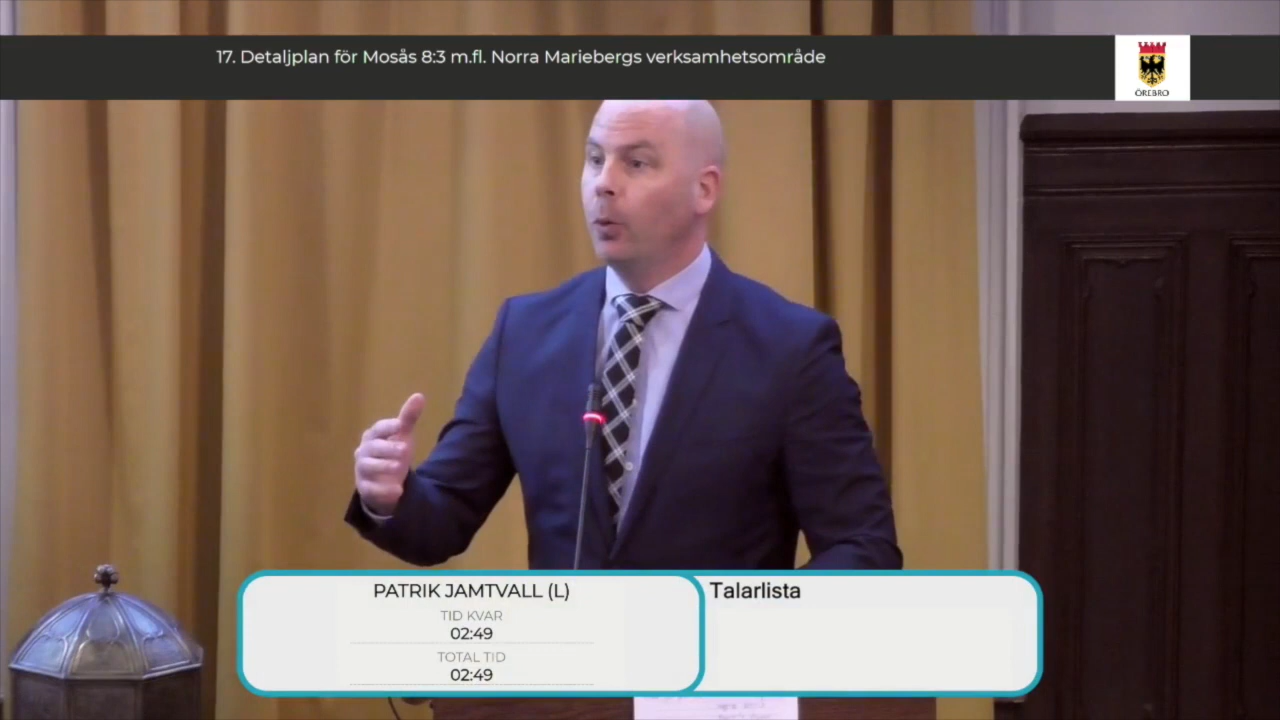 17. Detaljplan för Mosås 8:3 m.fl. Norra Mariebergs verksamhetsområde
ÖREBRO
PATRIK JAMTVALL (L)
TID KVAR
02:49
TOTAL TID
02:49
Talarlista